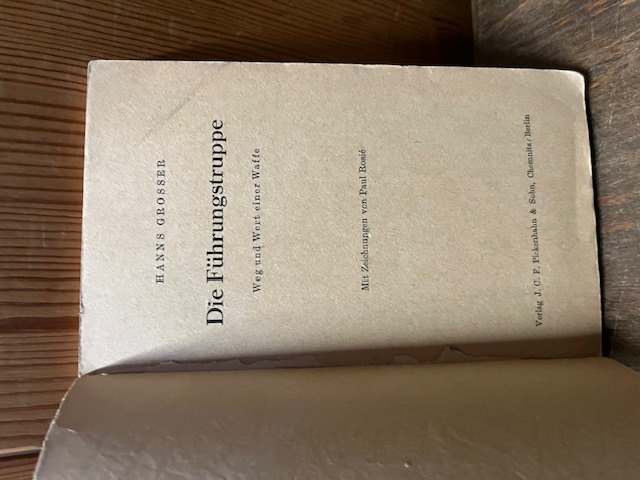 HANNS GROSSER
Die Führungstruppe
Weg und Wert einer Waffe
Mit Zeichnungen von Paul Rosié
Verlag J. C. F. Pickenhahn & Sohn, Chemnitz/Berlin